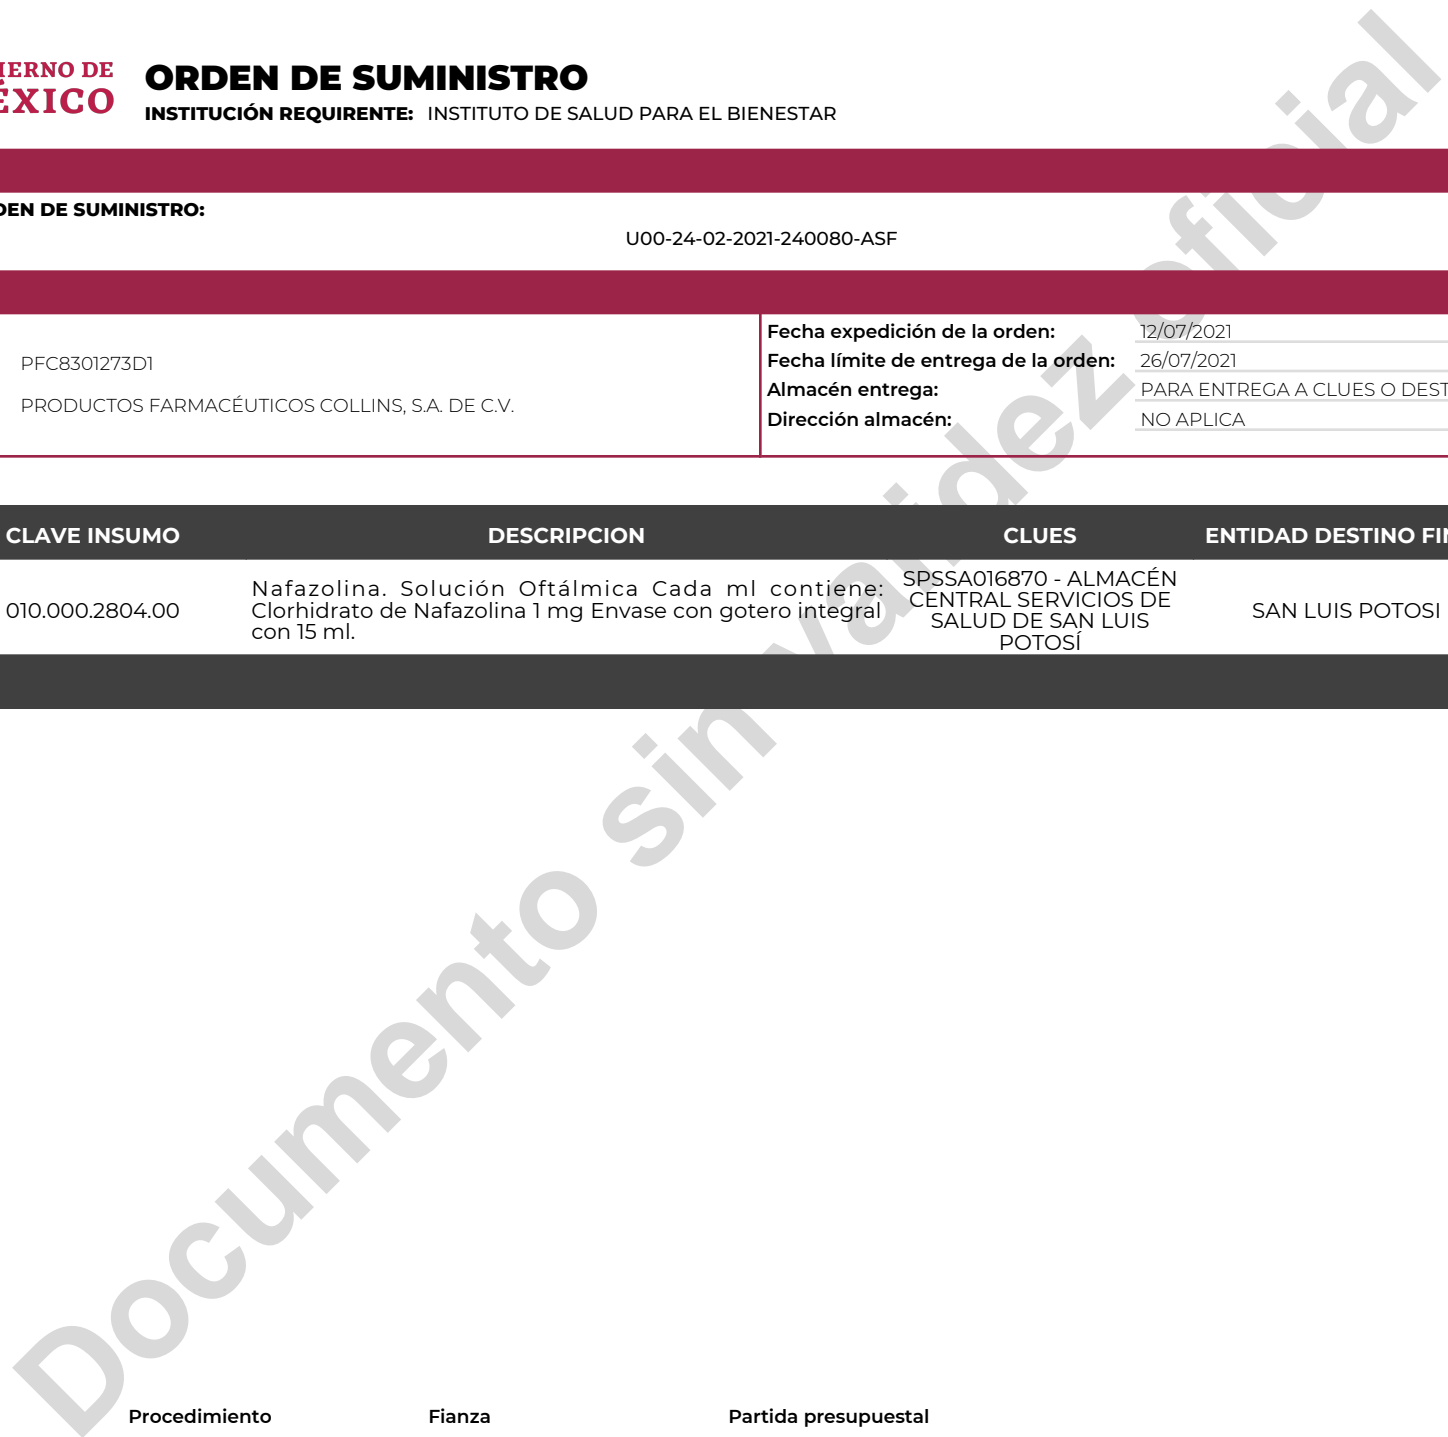 IERNO DE
ÉXICO
ORDEN DE SUMINISTRO
INSTITUCIÓN REQUIRENTE: INSTITUTO DE SALUD PARA EL BIENESTAR
DEN DE SUMINISTRO:
U00-24-02-2021-240080-ASF
PFC8301273D1
PRODUCTOS FARMACÉUTICOS COLLINS, S.A. DE C.V.
Fecha expedición de la orden: 12/07/2021
Fecha límite de entrega de la orden: 26/07/2021
Almacén entrega: PARA ENTREGA A CLUES O DEST
Dirección almacén: NO APLICA
CLAVE INSUMO DESCRIPCION CLUES ENTIDAD DESTINO FIN
010.000.2804.00
Nafazolina. Solución Oftálmica Cada ml contiene:
Clorhidrato de Nafazolina 1 mg Envase con gotero integral
con 15 ml.
SPSSA016870 - ALMACÉN
CENTRAL SERVICIOS DE
SALUD DE SAN LUIS
POTOSÍ
SAN LUIS POTOSI
Documento sin validez oficial
Procedimiento Fianza Partida presupuestal